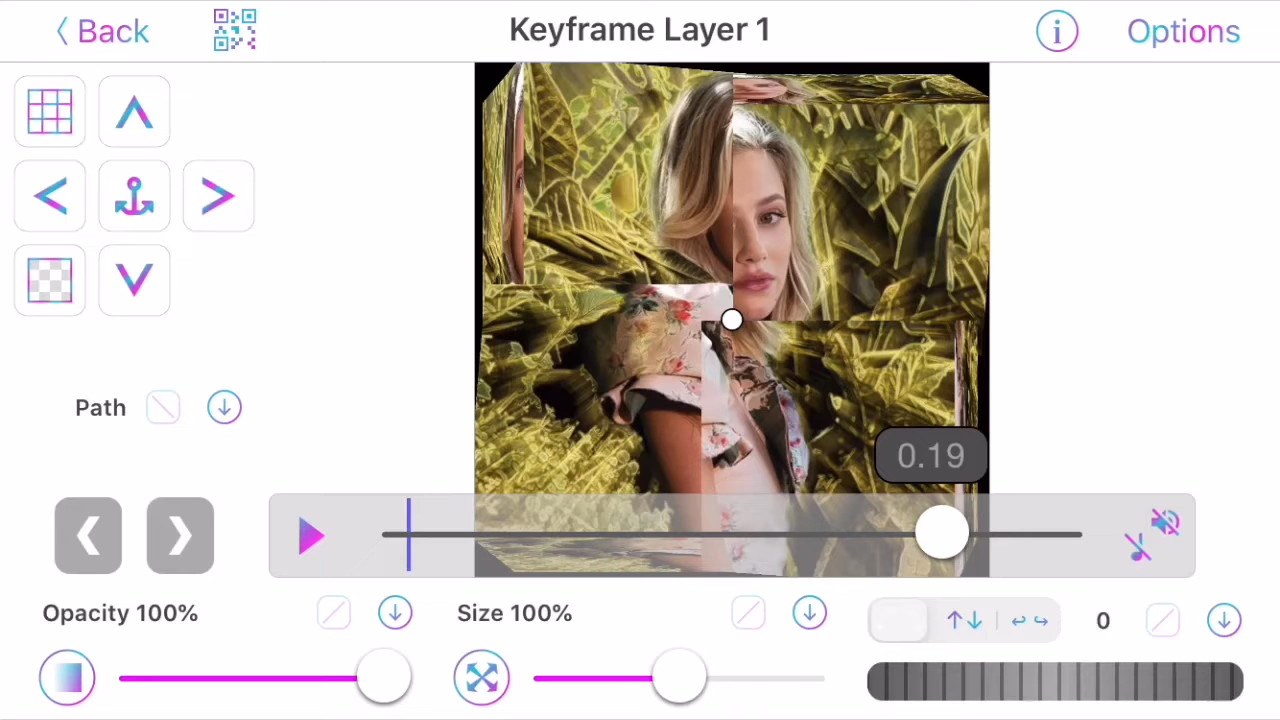 Back
Keyframe Layer 1
Options
Path
0.19
Opacity 100%
Size 100%
0